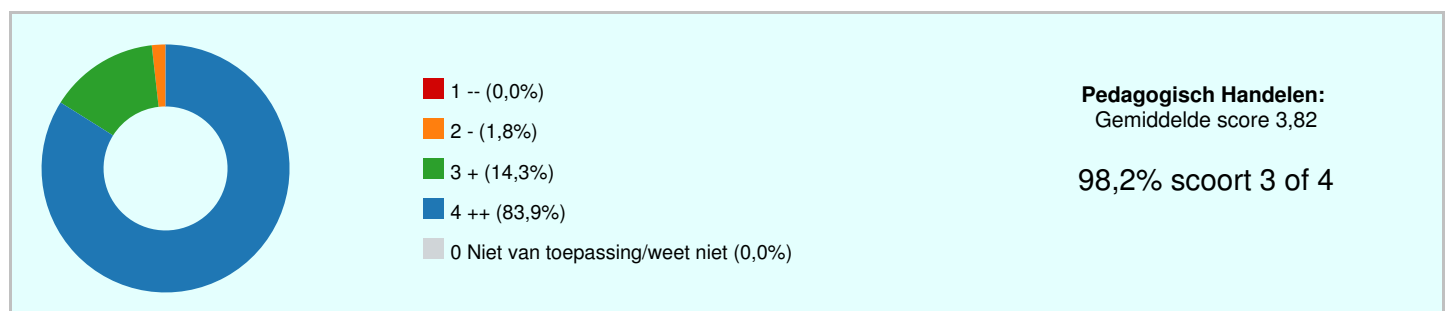 1 -- (0,0%)
2 - (1,8%)
3 + (14,3%)
4 ++ (83,9%)
0 Niet van toepassing/weet niet (0,0%)
Pedagogisch Handelen:
Gemiddelde score 3,82
98,2% scoort 3 of 4